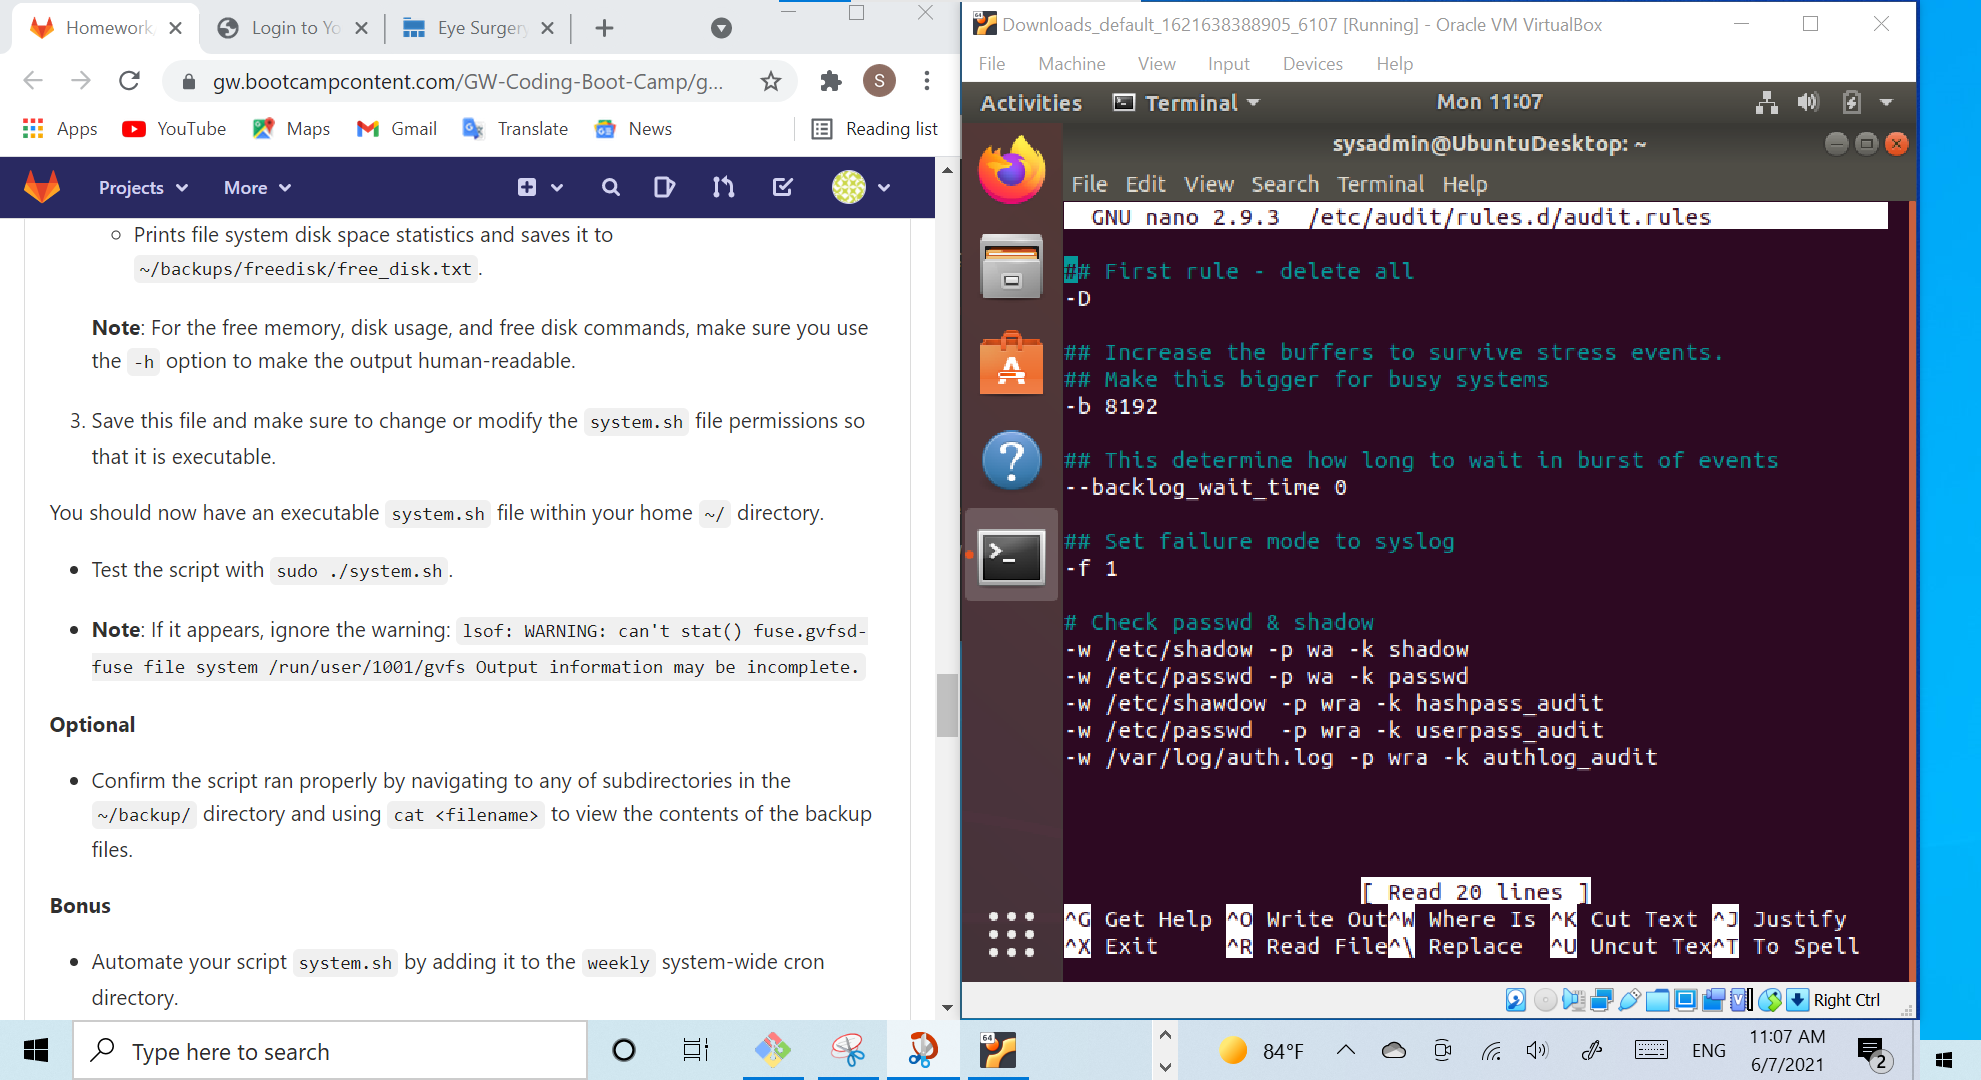 Homework
Login to Yo
Eye Surgery
gw.bootcampcontent.com/GW-Coding-Boot-Camp/g...
S
Apps
YouTube
Maps
Gmail
Translate
News
Reading list
Projects
More
Prints file system disk space statistics and saves it to
~/backups/freedisk/free_disk.txt.
Note: For the free memory, disk usage, and free disk commands, make sure you use
the -h option to make the output human-readable.
3. Save this file and make sure to change or modify the system.sh file permissions so
that it is executable.
You should now have an executable system.sh file within your home ~/ directory.
Test the script with sudo ./system.sh.
Note: If it appears, ignore the warning: lsof: WARNING: can't stat() fuse.gvfsd-
fuse file system /run/user/1001/gvfs Output information may be incomplete.
Optional
Confirm the script ran properly by navigating to any of subdirectories in the
~/backup/ directory and using cat <filename> to view the contents of the backup
files.
Bonus
Automate your script system.sh by adding it to the weekly system-wide cron
directory.
Downloads_default_1621638388905_6107 [Running] - Oracle VM VirtualBox
File Machine View Input Devices Help
Activities
Terminal
Mon 11:07
sysadmin@UbuntuDesktop: ~
File Edit View Search Terminal Help
GNU nano 2.9.3 /etc/audit/rules.d/audit.rules
## First rule - delete all
-D
## Increase the buffers to survive stress events.
## Make this bigger for busy systems
-b 8192
## This determine how long to wait in burst of events
--backlog_wait_time 0
## Set failure mode to syslog
-f 1
# Check passwd & shadow
-w /etc/shadow -p wa -k shadow
-w /etc/passwd -p wa -k passwd
-w /etc/shawdow -p wra -k hashpass_audit
-w /etc/passwd  -p wra -k userpass_audit
-w /var/log/auth.log -p wra -k authlog_audit
[ Read 20 lines ]
^G Get Help ^O Write Out ^W Where Is ^K Cut Text ^J Justify
^X Exit ^R Read File ^\ Replace ^U Uncut Tex ^T To Spell
Right Ctrl
Type here to search
64
84°F
ENG
11:07 AM
6/7/2021
2